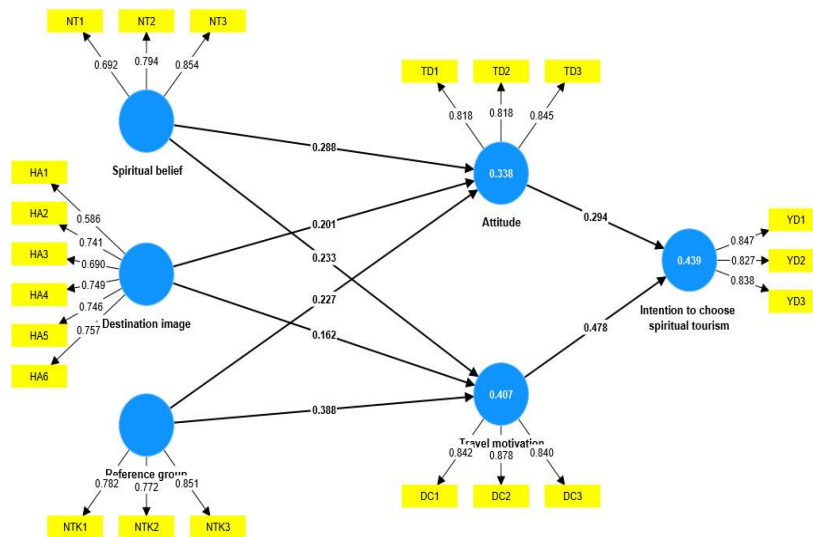 NT1 NT2 NT3
0.692 0.794 0.854
Spiritual belief
HA1
HA2
HA3
HA4
HA5
HA6
0.586
0.741
0.690
0.749
0.746
0.757
Destination image
Reference group
0.782 0.772 0.851
NTK1 NTK2 NTK3
0.288
0.201
0.233
0.227
0.162
0.388
TD1 TD2 TD3
0.818 0.818 0.845
0.338
Attitude
0.407
Travel motivation
0.842 0.878 0.840
DC1 DC2 DC3
0.294
0.478
0.439
Intention to choose
spiritual tourism
0.847
0.827
0.838
YD1
YD2
YD3